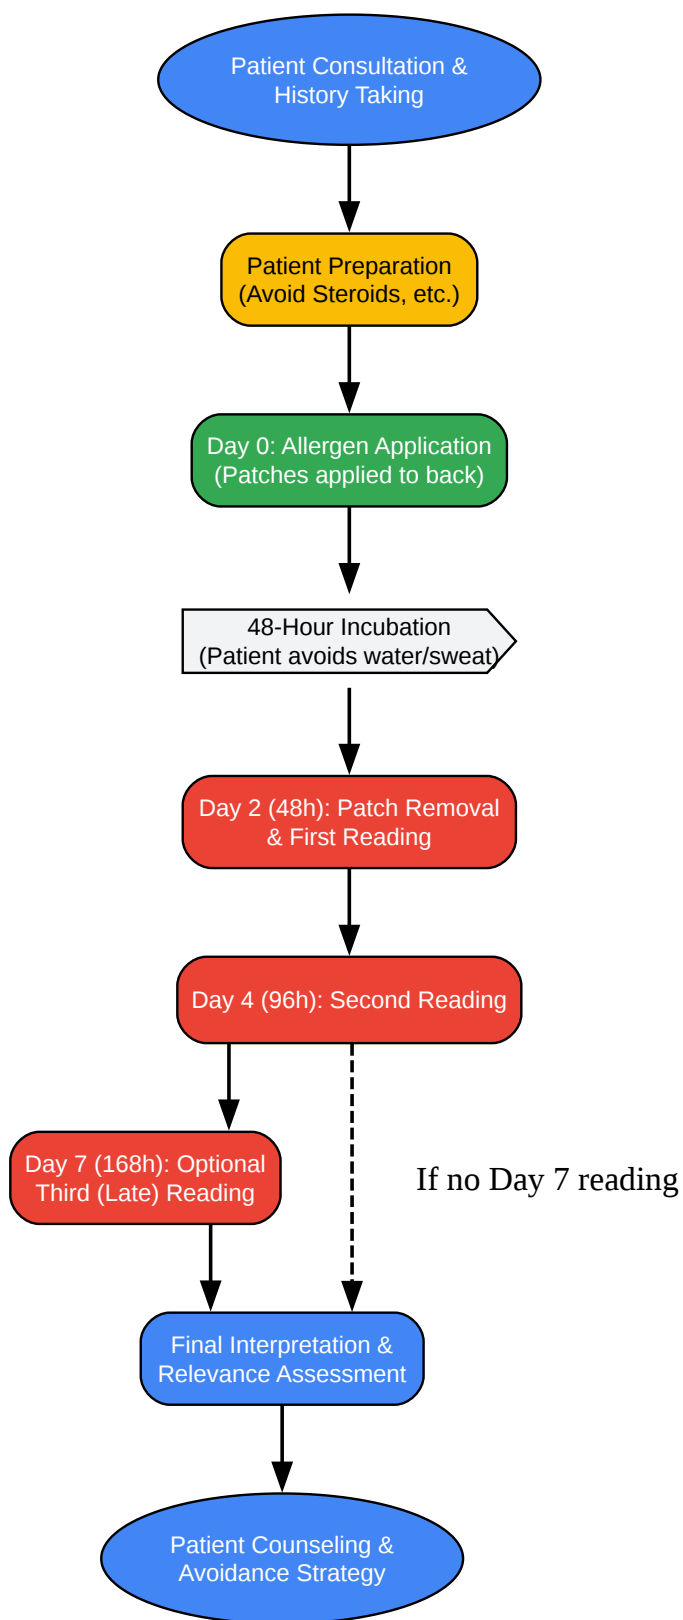 Patient Consultation &
History Taking
Patient Preparation
(Avoid Steroids, etc.)
Day 0: Allergen Application
(Patches applied to back)
48-Hour Incubation
(Patient avoids water/sweat)
Day 2 (48h): Patch Removal
& First Reading
Day 4 (96h): Second Reading
Day 7 (168h): Optional
Third (Late) Reading
If no Day 7 reading
Final Interpretation &
Relevance Assessment
Patient Counseling &
Avoidance Strategy